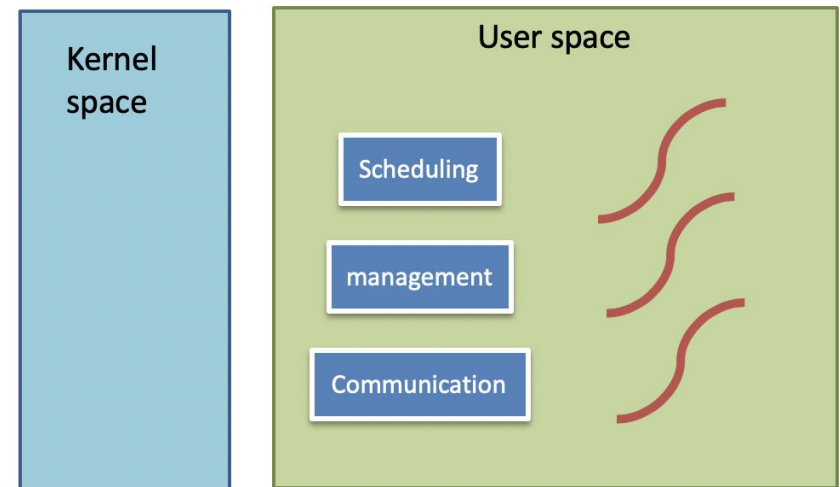 Kernel
space
User space
Scheduling
management
Communication